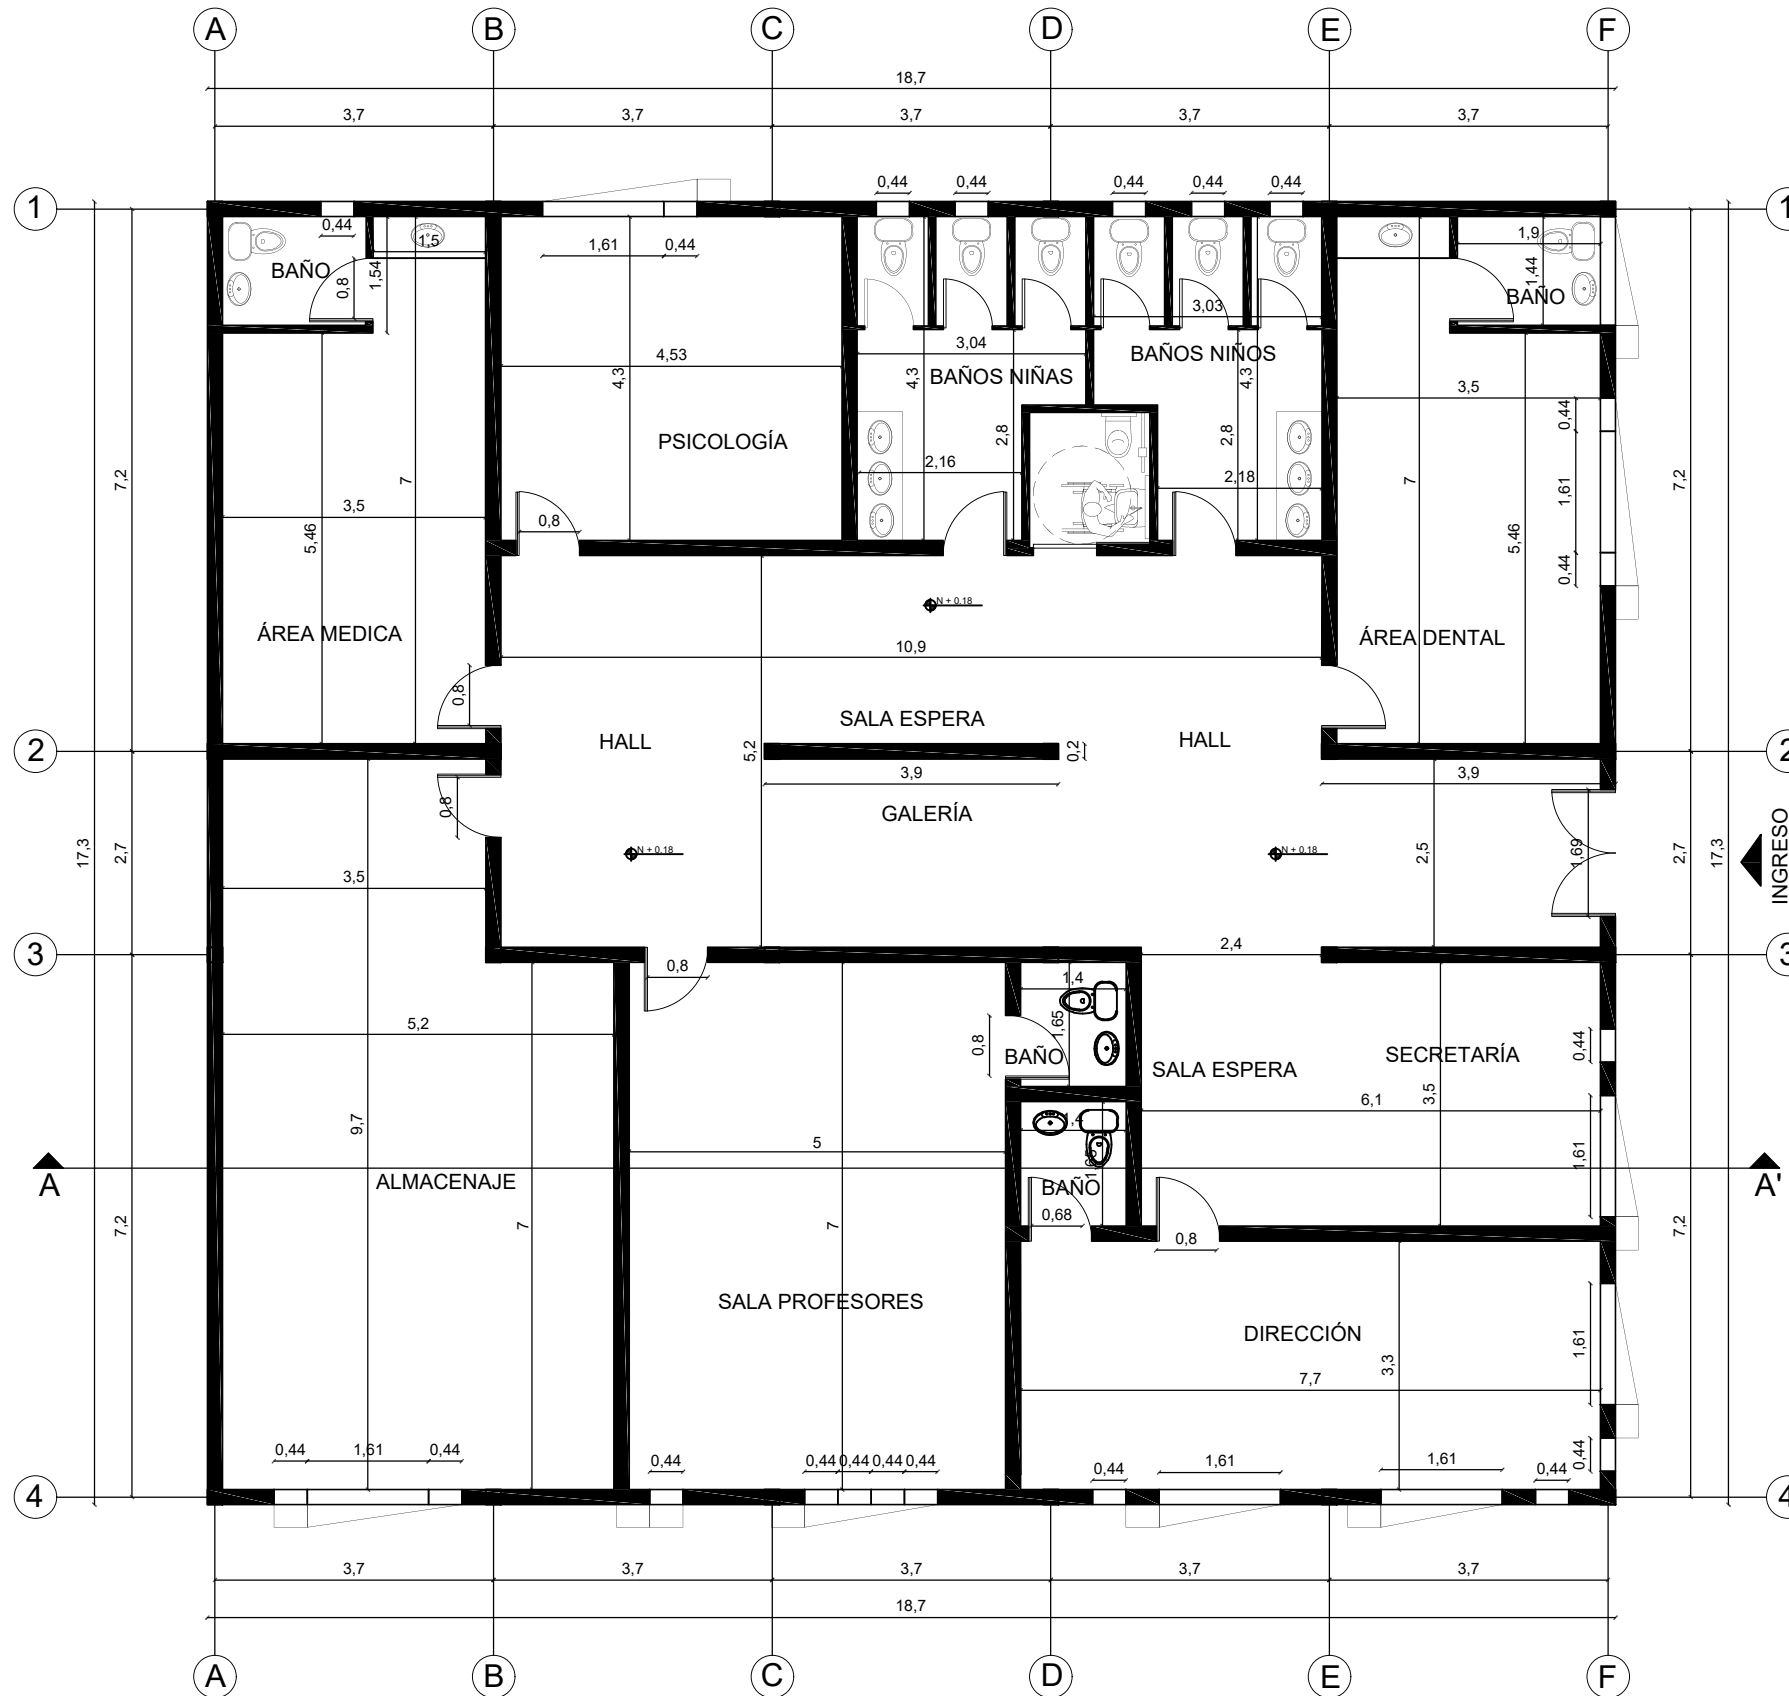 A B C D E F
18,7
3,7 3,7 3,7 3,7 3,7
0,44 0,44 0,44 0,44 0,44
1 1
0,44 1,5 1,61 0,44 1,9
BAÑO 0,8 1,54 1,44 BAÑO
3,03
3,04
4,53 4,3 4,3 4,3
BAÑOS NIÑAS BAÑOS NIÑOS
3,5 0,44
PSICOLOGÍA 2,8 2,8
7,2 7 2,16 2,18 7 1,61 7,2
3,5 0,8
5,46 5,46 0,44
N + 0.18
ÁREA MEDICA ÁREA DENTAL
10,9
0,8
SALA ESPERA
2 HALL 5,2 0,2 HALL 2
3,9 3,9
0,8 GALERÍA
17,3 2,7 N + 0.18 N + 0.18 2,5 1,69 2,7 17,3 INGRESO
3,5
3 2,4 3
0,8 1,4
5,2 1,65 0,44
0,8 BAÑO SALA ESPERA SECRETARÍA
6,1 3,5
9,7 5 ,4 1,61
A ALMACENAJE 1,65 A'
BAÑO
7,2 7 7 0,68 0,8 7,2
SALA PROFESORES
DIRECCIÓN 1,61
7,7 3,3
0,44 1,61 0,44 0,44 0,44 0,44 0,44 0,44 0,44 1,61 1,61 0,44 0,44
4 4
3,7 3,7 3,7 3,7 3,7
18,7
A B C D E F